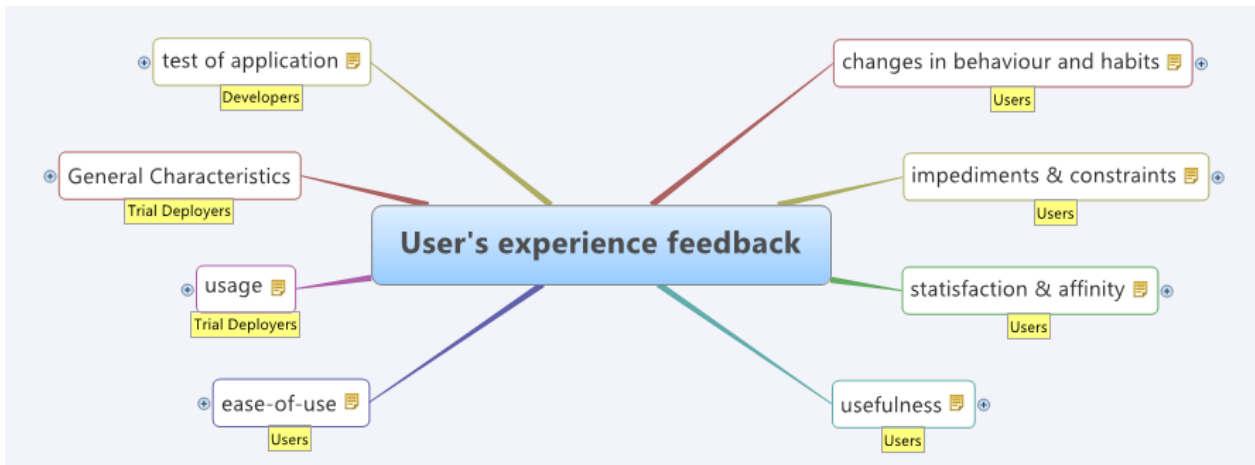 test of application
Developers
General Characteristics
Trial Deployers
usage
Trial Deployers
ease-of-use
Users
User's experience feedback
changes in behaviour and habits
Users
impediments & constraints
Users
statisfaction & affinity
Users
usefulness
Users